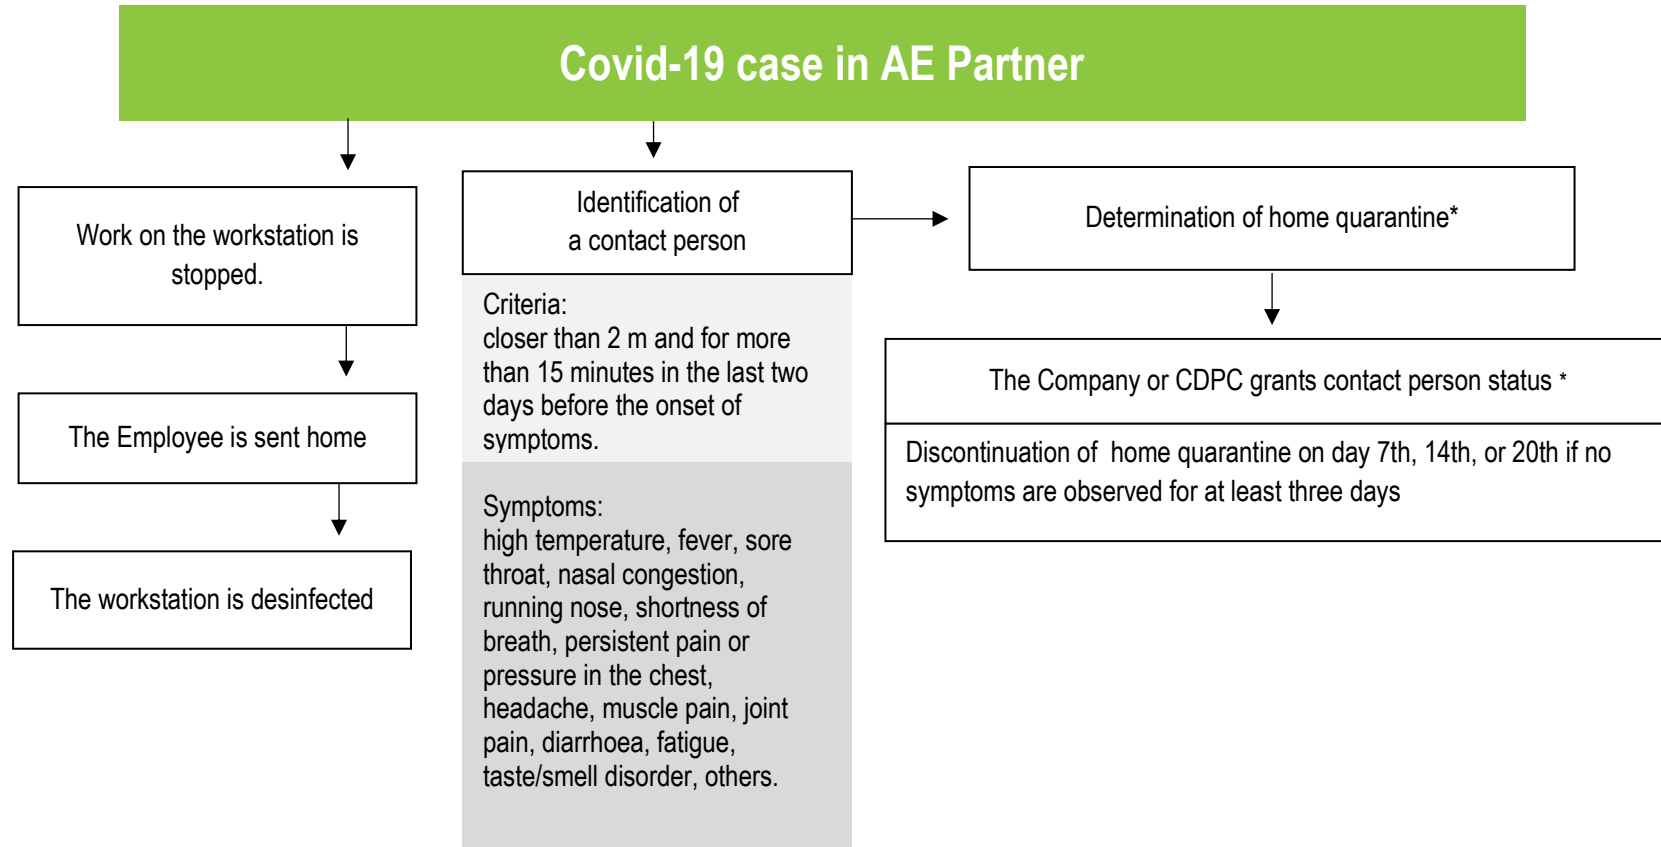 Covid-19 case in AE Partner
Work on the workstation is
stopped.
The Employee is sent home
The workstation is desinfected
Identification of
a contact person
Criteria:
closer than 2 m and for more
than 15 minutes in the last two
days before the onset of
symptoms.
Symptoms:
high temperature, fever, sore
throat, nasal congestion,
running nose, shortness of
breath, persistent pain or
pressure in the chest,
headache, muscle pain, joint
pain, diarrhoea, fatigue,
taste/smell disorder, others.
Determination of home quarantine*
The Company or CDPC grants contact person status *
Discontinuation of home quarantine on day 7th, 14th, or 20th if no
symptoms are observed for at least three days